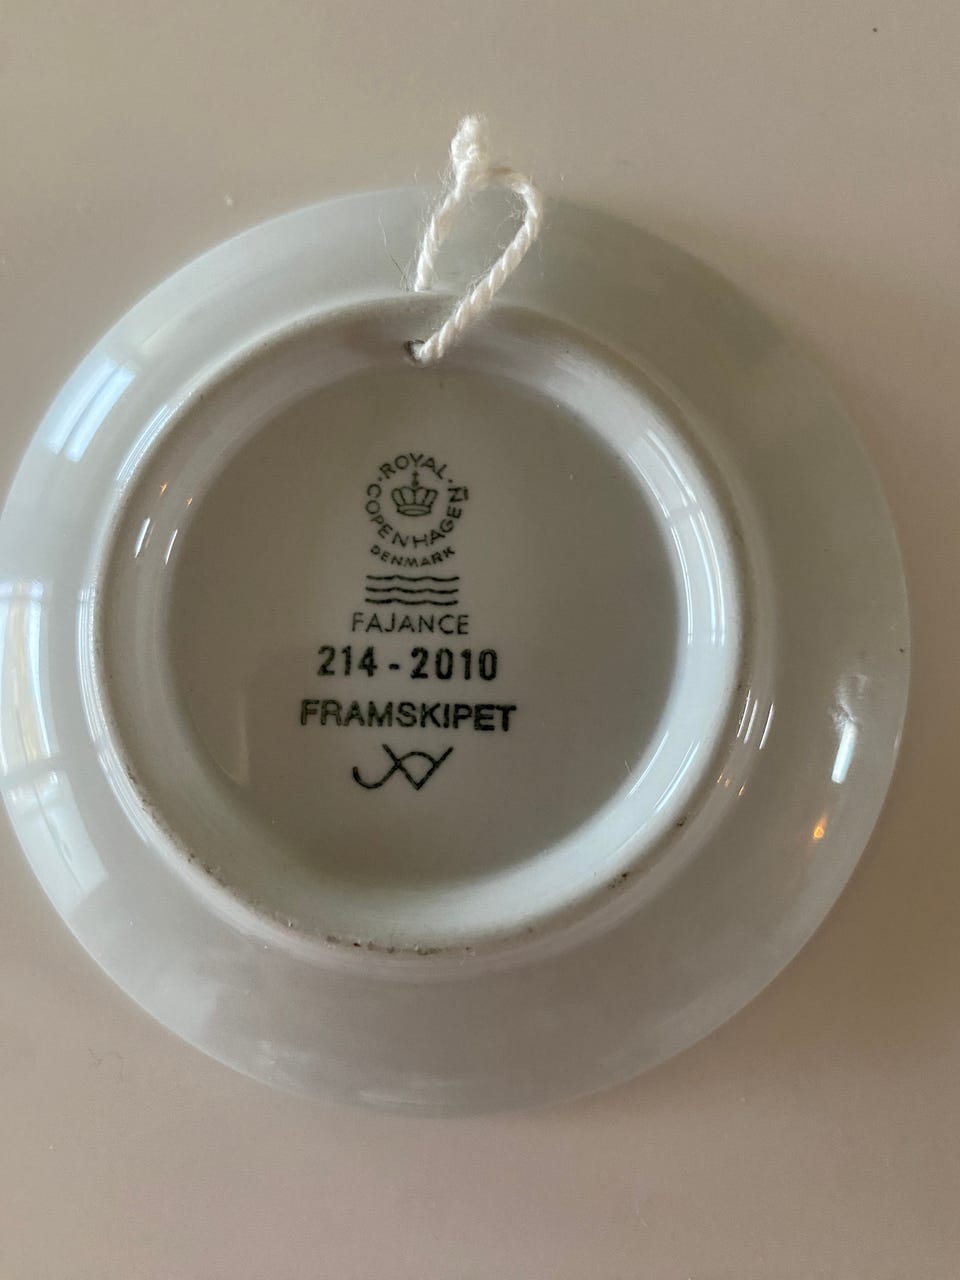 ROYAL
COPENHAGEN
DENMARK
FAJANCE
214-2010
FRAMSKIPET